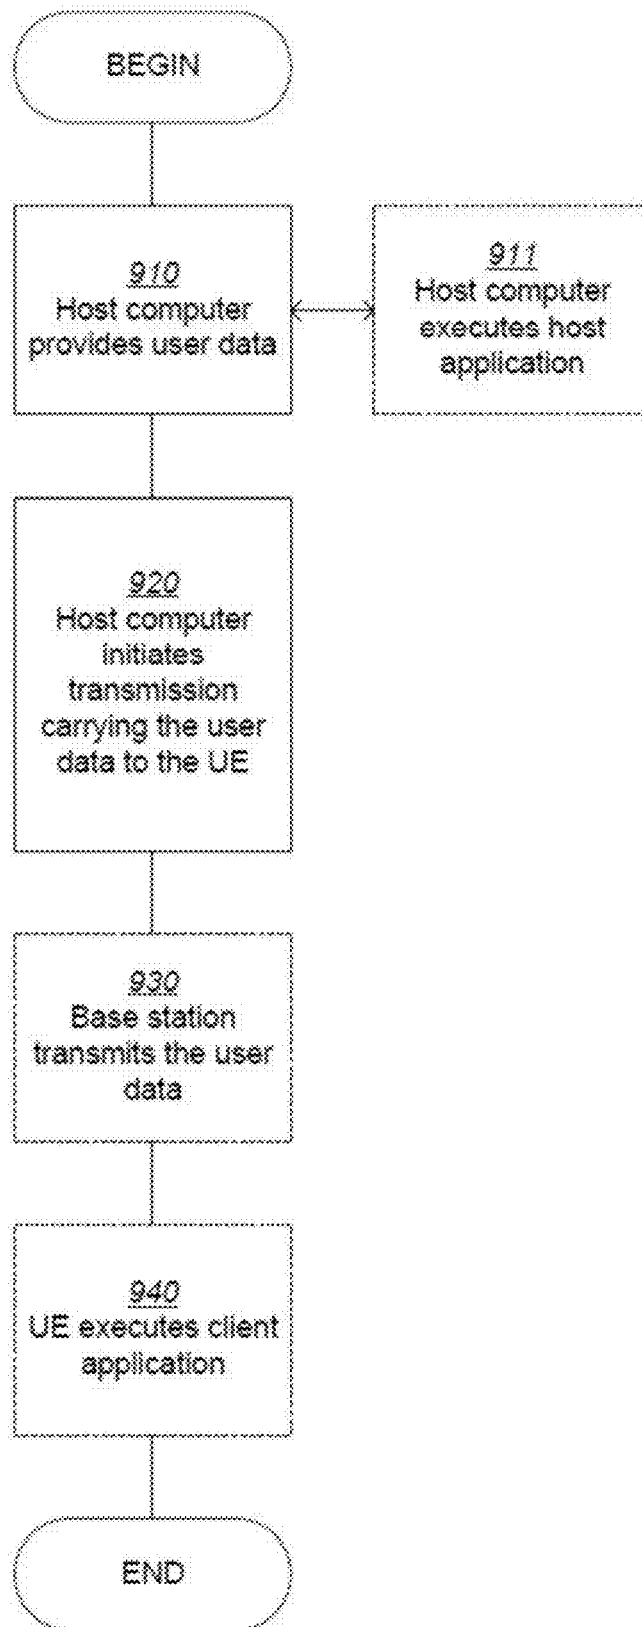 BEGIN
910
Host computer
provides user data
911
Host computer
executes host
application
920
Host computer
initiates
transmission
carrying the user
data to the UE
930
Base station
transmits the user
data
940
UE executes client
application
END